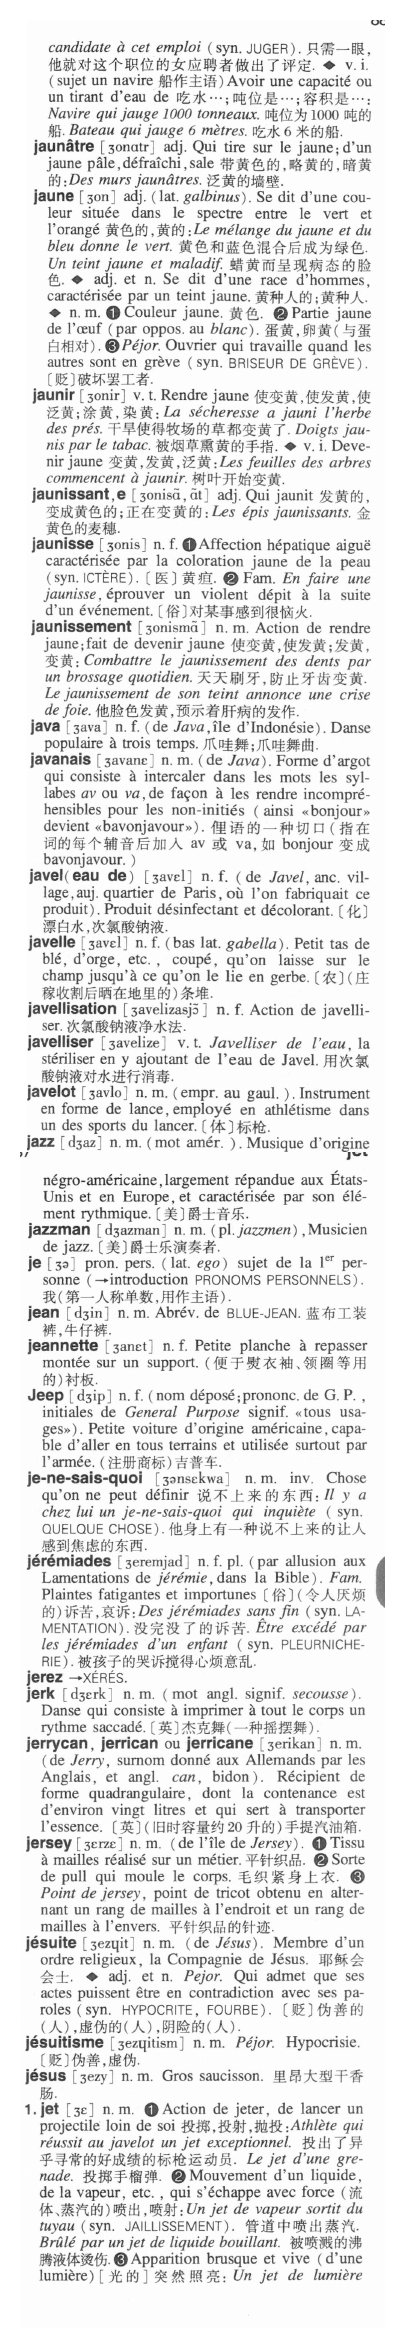 candidate à cet emploi (syn. JUGER). 只需一眼,
他就对这个职位的女应聘者做出了评定. ◆ v. i.
(sujet un navire 船作主语) Avoir une capacité ou
un tirant d'eau de 吃水…;吨位是…;容积是…:
Navire qui jauge 1000 tonneaux. 吨位为 1000 吨的
船. Bateau qui jauge 6 mètres. 吃水 6 米的船.
jaunâtre [ʒonɑtr] adj. Qui tire sur le jaune; d'un
jaune pâle, défraîchi, sale 带黄色的,略黄的,暗黄
的:Des murs jaunâtres. 泛黄的墙壁.
jaune [ʒon] adj. (lat. galbinus). Se dit d'une cou-
leur située dans le spectre entre le vert et
l'orangé 黄色的,黄的:Le mélange du jaune et du
bleu donne le vert. 黄色和蓝色混合后成为绿色.
Un teint jaune et maladif. 蜡黄而呈现病态的脸
色. ◆ adj. et n. Se dit d'une race d'hommes,
caractérisée par un teint jaune. 黄种人的;黄种人.
◆ n. m. ❶ Couleur jaune. 黄色. ❷ Partie jaune
de l'œuf (par oppos. au blanc). 蛋黄,卵黄(与蛋
白相对). ❸ Péjor. Ouvrier qui travaille quand les
autres sont en grève (syn. BRISEUR DE GRÈVE).
[贬]破坏罢工者.
jaunir [ʒonir] v. t. Rendre jaune 使变黄,使发黄,使
泛黄;涂黄,染黄: La sécheresse a jauni l'herbe
des prés. 干旱使得牧场的草都变黄了. Doigts jau-
nis par le tabac. 被烟草熏黄的手指. ◆ v. i. Deve-
nir jaune 变黄,发黄,泛黄:Les feuilles des arbres
commencent à jaunir. 树叶开始变黄.
jaunissant, e [ʒonisɑ̃, ɑ̃t] adj. Qui jaunit 发黄的,
变成黄色的;正在变黄的:Les épis jaunissants. 金
黄色的麦穗.
jaunisse [ʒonis] n. f. ❶ Affection hépatique aiguë
caractérisée par la coloration jaune de la peau
(syn. ICTÈRE). [医] 黄疸. ❷ Fam. En faire une
jaunisse, éprouver un violent dépit à la suite
d'un événement. [俗]对某事感到很恼火.
jaunissement [ʒonismɑ̃] n. m. Action de rendre
jaune; fait de devenir jaune 使变黄,使发黄;发黄,
变黄: Combattre le jaunissement des dents par
un brossage quotidien. 天天刷牙,防止牙齿变黄.
Le jaunissement de son teint annonce une crise
de foie. 他脸色发黄,预示着肝病的发作.
java [ʒava] n. f. (de Java, île d'Indonésie). Danse
populaire à trois temps. 爪哇舞;爪哇舞曲.
javanais [ʒavanɛ] n. m. (de Java). Forme d'argot
qui consiste à intercaler dans les mots les syl-
labes av ou va, de façon à les rendre incompré-
hensibles pour les non-initiés ( ainsi «bonjour»
devient «bavonjavour»). 俚语的一种切口(指在
词的每个辅音后加入 av 或 va,如 bonjour 变成
bavonjavour. )
javel(eau de) [ʒavɛl] n. f. ( de Javel, anc. vil-
lage, auj. quartier de Paris, où l'on fabriquait ce
produit). Produit désinfectant et décolorant. [化]
漂白水,次氯酸钠液.
javelle [ʒavɛl] n. f. (bas lat. gabella). Petit tas de
blé, d'orge, etc. , coupé, qu'on laisse sur le
champ jusqu'à ce qu'on le lie en gerbe. [农](庄
稼收割后晒在地里的)条堆.
javellisation [ʒavelizasjɔ̃] n. f. Action de javelli-
ser. 次氯酸钠液净水法.
javelliser [ʒavelize] v. t. Javelliser de l'eau, la
stériliser en y ajoutant de l'eau de Javel. 用次氯
酸钠液对水进行消毒.
javelot [ʒavlo] n. m. (empr. au gaul. ). Instrument
en forme de lance, employé en athlétisme dans
un des sports du lancer. [体]标枪.
jazz [dʒaz] n. m. (mot amér. ). Musique d'origine
jet
négro-américaine, largement répandue aux États-
Unis et en Europe, et caractérisée par son élé-
ment rythmique. [美]爵士音乐.
jazzman [dʒazman] n. m. (pl. jazzmen), Musicien
de jazz. [美]爵士乐演奏者.
je [ʒə] pron. pers. (lat. ego) sujet de la 1er per-
sonne (→introduction PRONOMS PERSONNELS).
我(第一人称单数,用作主语).
jean [dʒin] n. m. Abrév. de BLUE-JEAN. 蓝布工装
裤,牛仔裤.
jeannette [ʒanɛt] n. f. Petite planche à repasser
montée sur un support. (便于熨衣袖、领圈等用
的)衬板.
Jeep [dʒip] n. f. (nom déposé; prononc. de G. P. ,
initiales de General Purpose signif. «tous usa-
ges»). Petite voiture d'origine américaine, capa-
ble d'aller en tous terrains et utilisée surtout par
l'armée. (注册商标)吉普车.
je-ne-sais-quoi [ʒənsɛkwa] n. m. inv. Chose
qu'on ne peut définir 说不上来的东西: Il y a
chez lui un je-ne-sais-quoi qui inquiète ( syn.
QUELQUE CHOSE). 他身上有一种说不上来的让人
感到焦虑的东西.
jérémiades [ʒeremjad] n. f. pl. (par allusion aux
Lamentations de jérémie, dans la Bible). Fam.
Plaintes fatigantes et importunes [俗](令人厌烦
的)诉苦,哀诉:Des jérémiades sans fin (syn. LA-
MENTATION). 没完没了的诉苦. Être excédé par
les jérémiades d'un enfant ( syn. PLEURNICHE-
RIE). 被孩子的哭诉搅得心烦意乱.
jerez →XÉRÈS.
jerk [dʒɛrk] n. m. ( mot angl. signif. secousse).
Danse qui consiste à imprimer à tout le corps un
rythme saccadé. [英]杰克舞(一种摇摆舞).
jerrycan, jerrican ou jerricane [ʒerikan] n. m.
(de Jerry, surnom donné aux Allemands par les
Anglais, et angl. can, bidon). Récipient de
forme quadrangulaire, dont la contenance est
d'environ vingt litres et qui sert à transporter
l'essence. [英](旧时容量约 20 升的)手提汽油箱.
jersey [ʒɛrzɛ] n. m. (de l'île de Jersey). ❶ Tissu
à mailles réalisé sur un métier. 平针织品. ❷ Sorte
de pull qui moule le corps. 毛织紧身上衣. ❸
Point de jersey, point de tricot obtenu en alter-
nant un rang de mailles à l'endroit et un rang de
mailles à l'envers. 平针织品的针迹.
jésuite [ʒezɥit] n. m. (de Jésus). Membre d'un
ordre religieux, la Compagnie de Jésus. 耶稣会
会士. ◆ adj. et n. Pejor. Qui admet que ses
actes puissent être en contradiction avec ses pa-
roles (syn. HYPOCRITE, FOURBE). [贬]伪善的
(人),虚伪的(人),阴险的(人).
jésuitisme [ʒezɥitism] n. m. Péjor. Hypocrisie.
[贬]伪善,虚伪.
jésus [ʒezy] n. m. Gros saucisson. 里昂大型干香
肠.
1. jet [ʒɛ] n. m. ❶ Action de jeter, de lancer un
projectile loin de soi 投掷,投射,抛投:Athlète qui
réussit au javelot un jet exceptionnel. 投出了异
乎寻常的好成绩的标枪运动员. Le jet d'une gre-
nade. 投掷手榴弹. ❷ Mouvement d'un liquide,
de la vapeur, etc. , qui s'échappe avec force (流
体、蒸汽的)喷出,喷射:Un jet de vapeur sortit du
tuyau (syn. JAILLISSEMENT). 管道中喷出蒸汽.
Brûlé par un jet de liquide bouillant. 被喷溅的沸
腾液体烫伤. ❸ Apparition brusque et vive (d'une
lumière) [光的] 突然照亮: Un jet de lumière